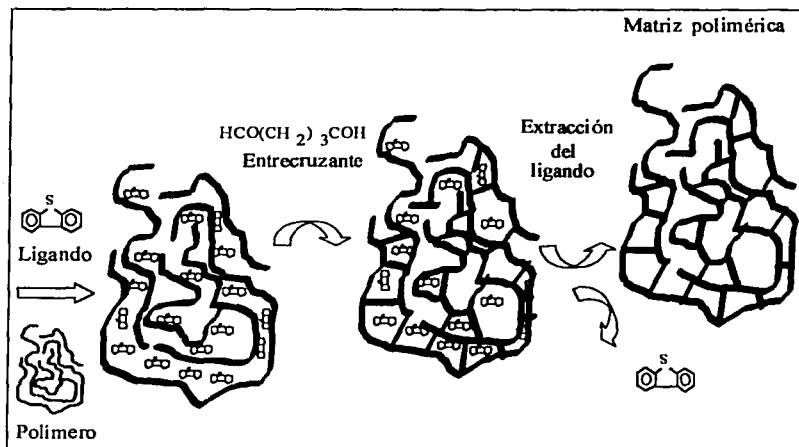 Matriz polimérica
HCO(CH 2) 3COH
Entrecruzante
Extracción
del
ligando
S
Ligando
S
Polímero